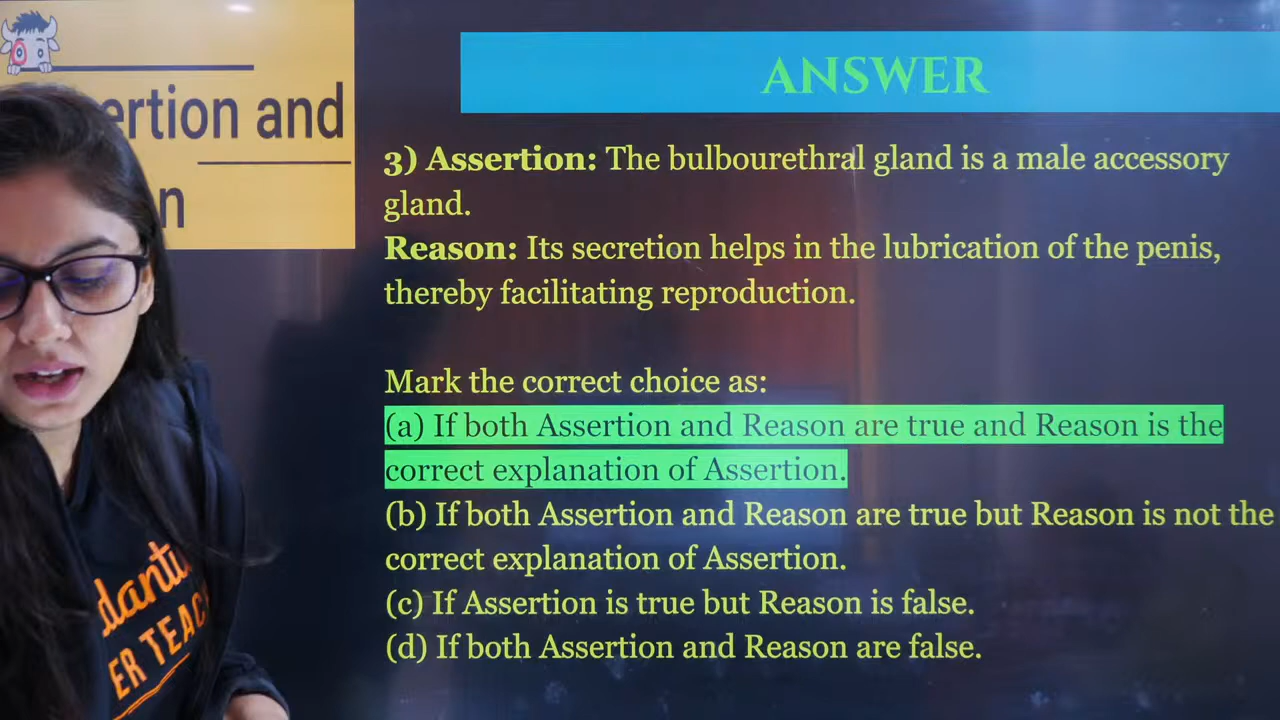 ertion and
n
ANSWER
3) Assertion: The bulbourethral gland is a male accessory
gland.
Reason: Its secretion helps in the lubrication of the penis,
thereby facilitating reproduction.
Mark the correct choice as:
(a) If both Assertion and Reason are true and Reason is the
correct explanation of Assertion.
(b) If both Assertion and Reason are true but Reason is not the
correct explanation of Assertion.
(c) If Assertion is true but Reason is false.
(d) If both Assertion and Reason are false.
dantu
ER TEAC